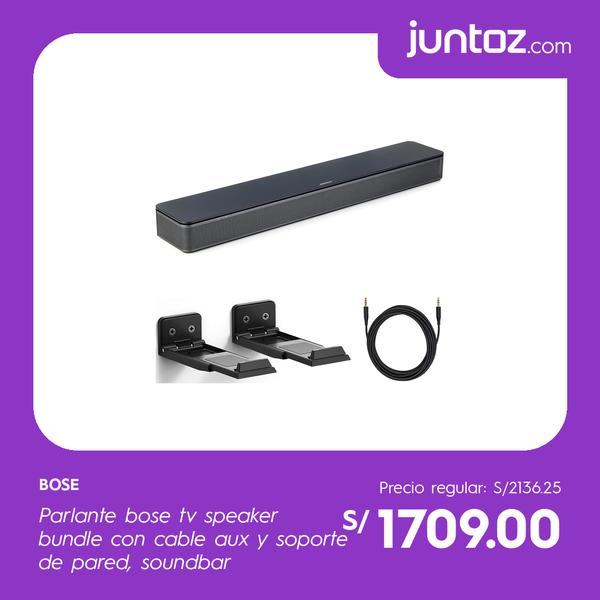 juntoz.com
BOSE
Parlante bose tv speaker
bundle con cable aux y soporte
de pared, soundbar
Precio regular: S/2136.25
S/ 1709.00